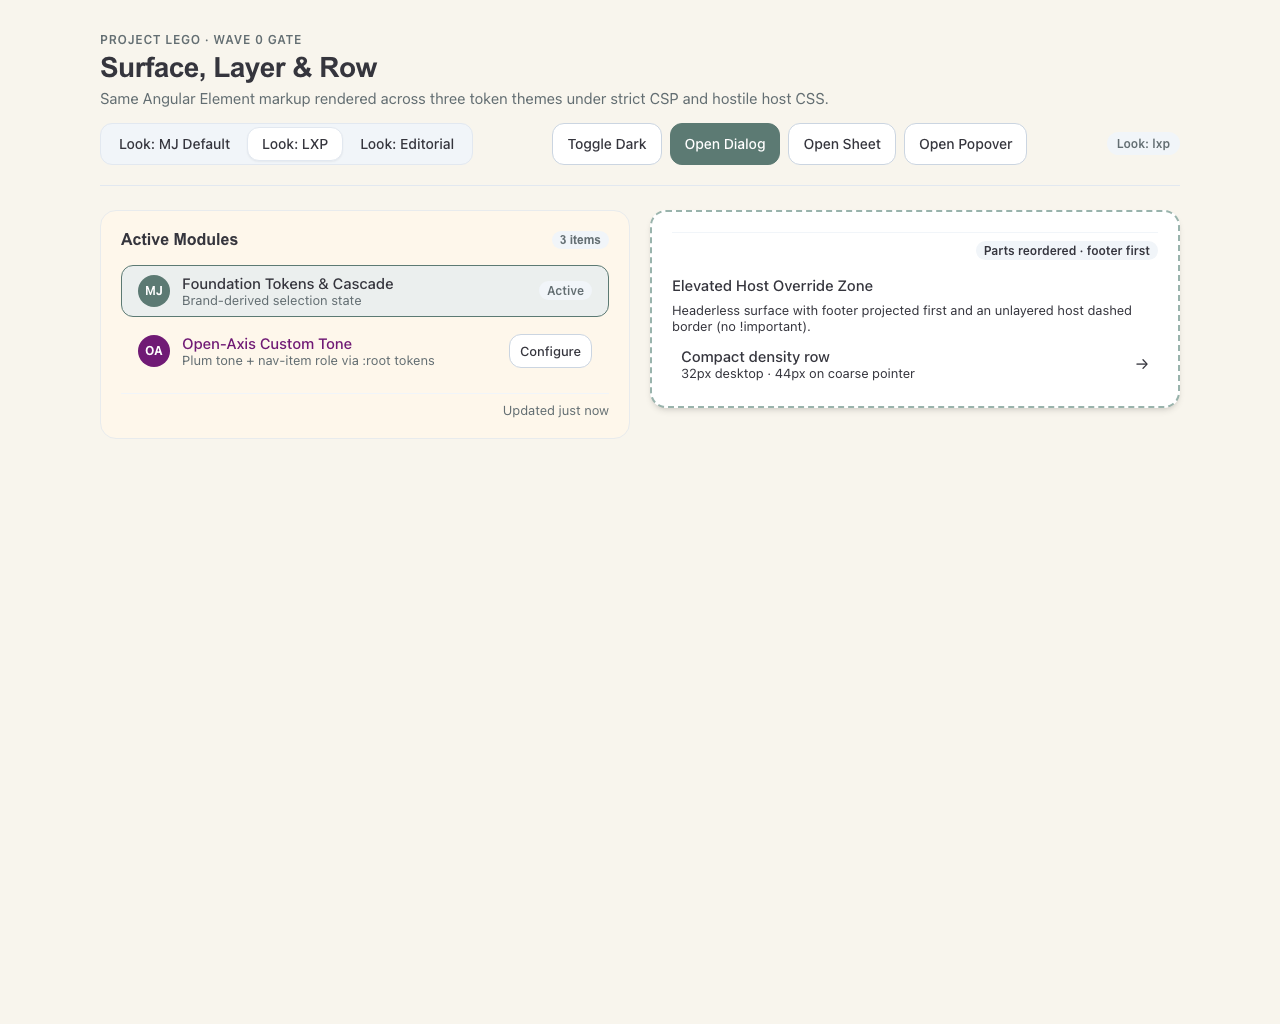 PROJECT LEGO · WAVE 0 GATE
Surface, Layer & Row
Same Angular Element markup rendered across three token themes under strict CSP and hostile host CSS.
Look: MJ Default
Look: LXP
Look: Editorial
Toggle Dark
Open Dialog
Open Sheet
Open Popover
Look: lxp
Active Modules
3 items
MJ
Foundation Tokens & Cascade
Brand-derived selection state
Active
OA
Open-Axis Custom Tone
Plum tone + nav-item role via :root tokens
Configure
Updated just now
Parts reordered · footer first
Elevated Host Override Zone
Headerless surface with footer projected first and an unlayered host dashed
border (no !important).
Compact density row
32px desktop · 44px on coarse pointer
→